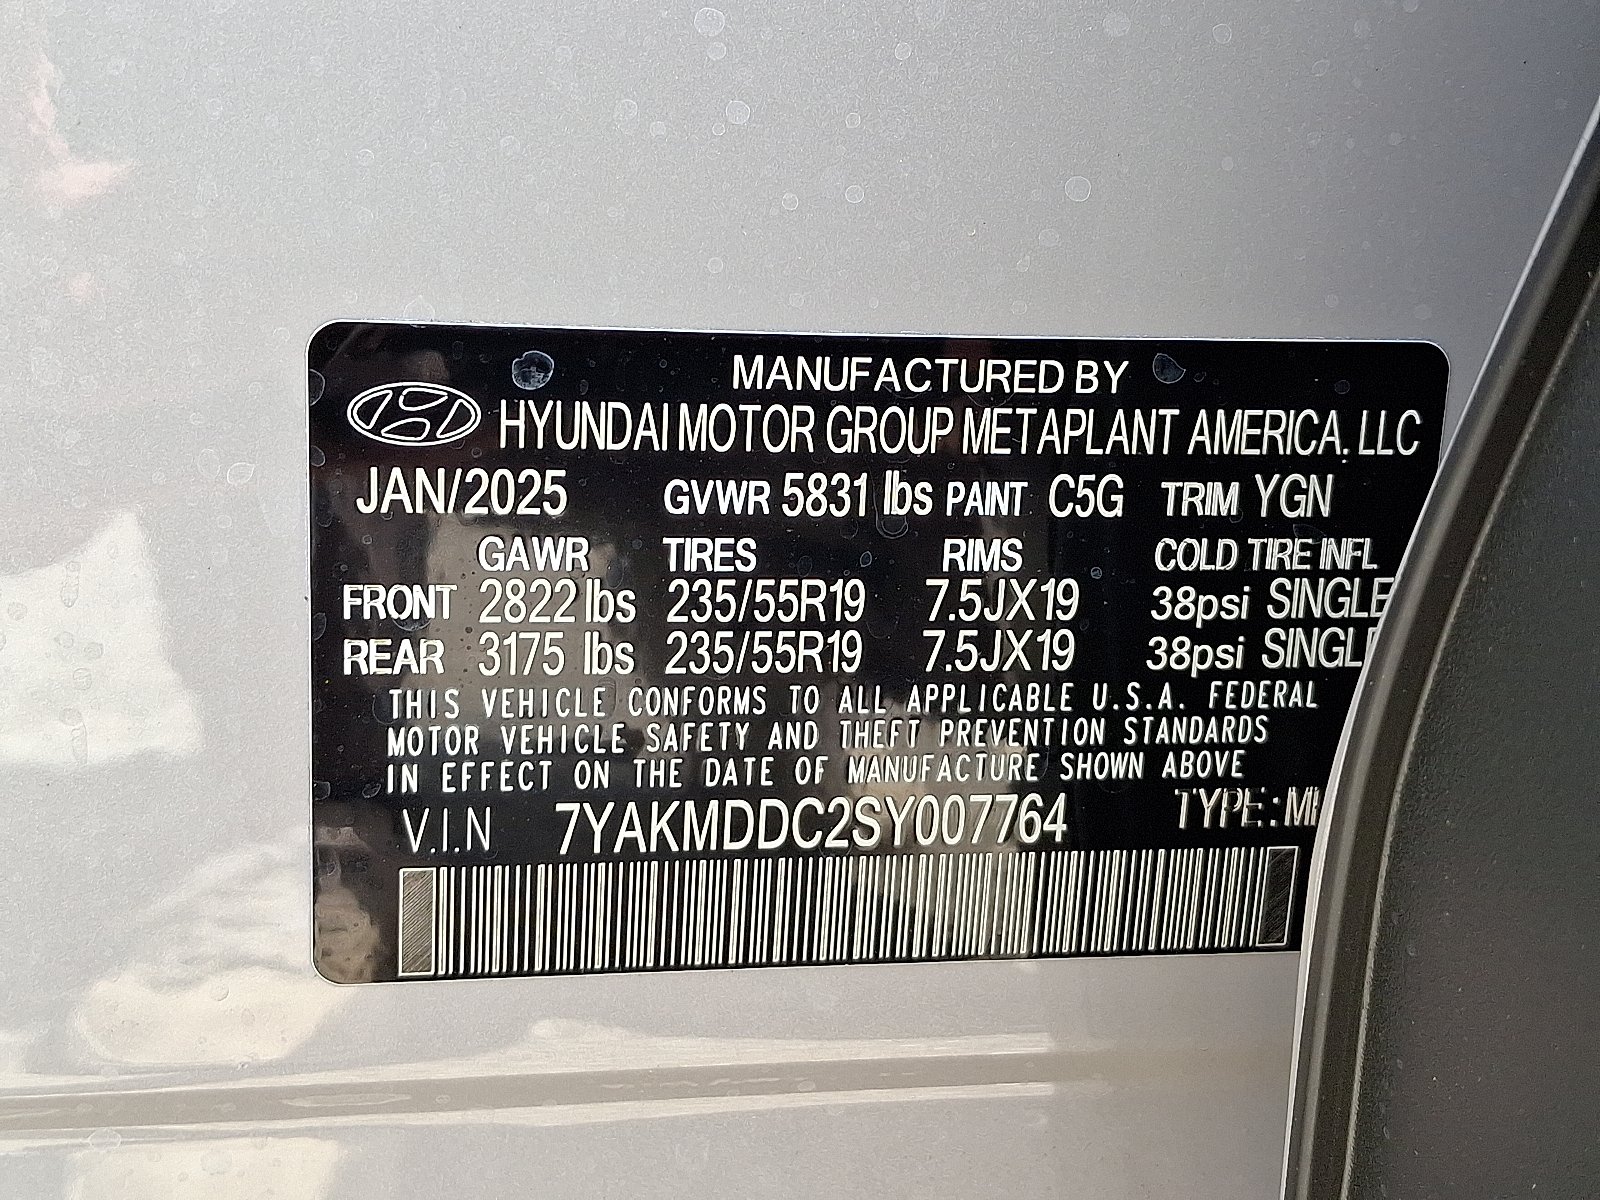 MANUFACTURED BY
HYUNDAI MOTOR GROUP METAPLANT AMERICA, LLC
JAN/2025 GVWR 5831 lbs PAINT C5G TRIM YGN
GAWR TIRES RIMS COLD TIRE INFL
FRONT 2822 lbs 235/55R19 7.5JX19 38psi SINGLE
REAR 3175 lbs 235/55R19 7.5JX19 38psi SINGL
THIS VEHICLE CONFORMS TO ALL APPLICABLE U.S.A. FEDERAL
MOTOR VEHICLE SAFETY AND THEFT PREVENTION STANDARDS
IN EFFECT ON THE DATE OF MANUFACTURE SHOWN ABOVE
V.I.N 7YAKMDDC2SY007764 TYPE: